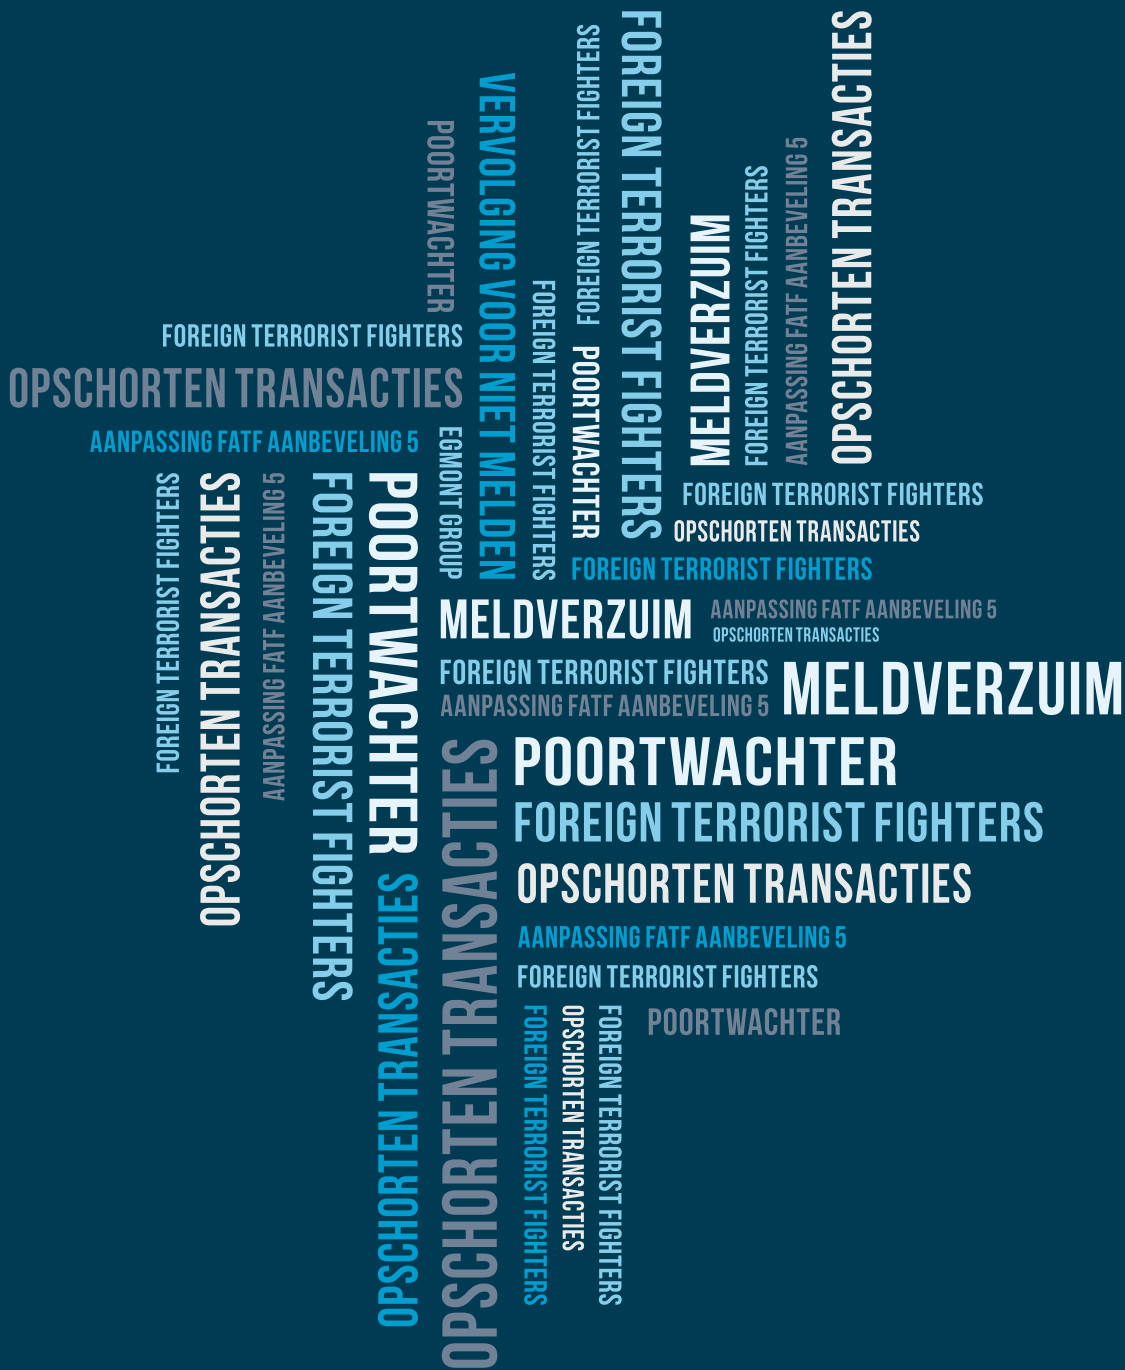 FOREIGN TERRORIST FIGHTERS
OPSCHORTEN TRANSACTIES
AANPASSING FATF AANBEVELING 5
FOREIGN TERRORIST FIGHTERS
OPSCHORTEN TRANSACTIES
AANPASSING FATF AANBEVELING 5
FOREIGN TERRORIST FIGHTERS
POORTWACHTER
OPSCHORTEN TRANSACTIES
POORTWACHTER
EGMONT GROUP
VERVOLGING VOOR NIET MELDEN
FOREIGN TERRORIST FIGHTERS
FOREIGN TERRORIST FIGHTERS
POORTWACHTER
FOREIGN TERRORIST FIGHTERS
MELDVERZUIM
FOREIGN TERRORIST FIGHTERS
AANPASSING FATF AANBEVELING 5
OPSCHORTEN TRANSACTIES
FOREIGN TERRORIST FIGHTERS
OPSCHORTEN TRANSACTIES
FOREIGN TERRORIST FIGHTERS
MELDVERZUIM
AANPASSING FATF AANBEVELING 5
OPSCHORTEN TRANSACTIES
FOREIGN TERRORIST FIGHTERS
AANPASSING FATF AANBEVELING 5
MELDVERZUIM
OPSCHORTEN TRANSACTIES
POORTWACHTER
FOREIGN TERRORIST FIGHTERS
OPSCHORTEN TRANSACTIES
AANPASSING FATF AANBEVELING 5
FOREIGN TERRORIST FIGHTERS
FOREIGN TERRORIST FIGHTERS
OPSCHORTEN TRANSACTIES
FOREIGN TERRORIST FIGHTERS
POORTWACHTER